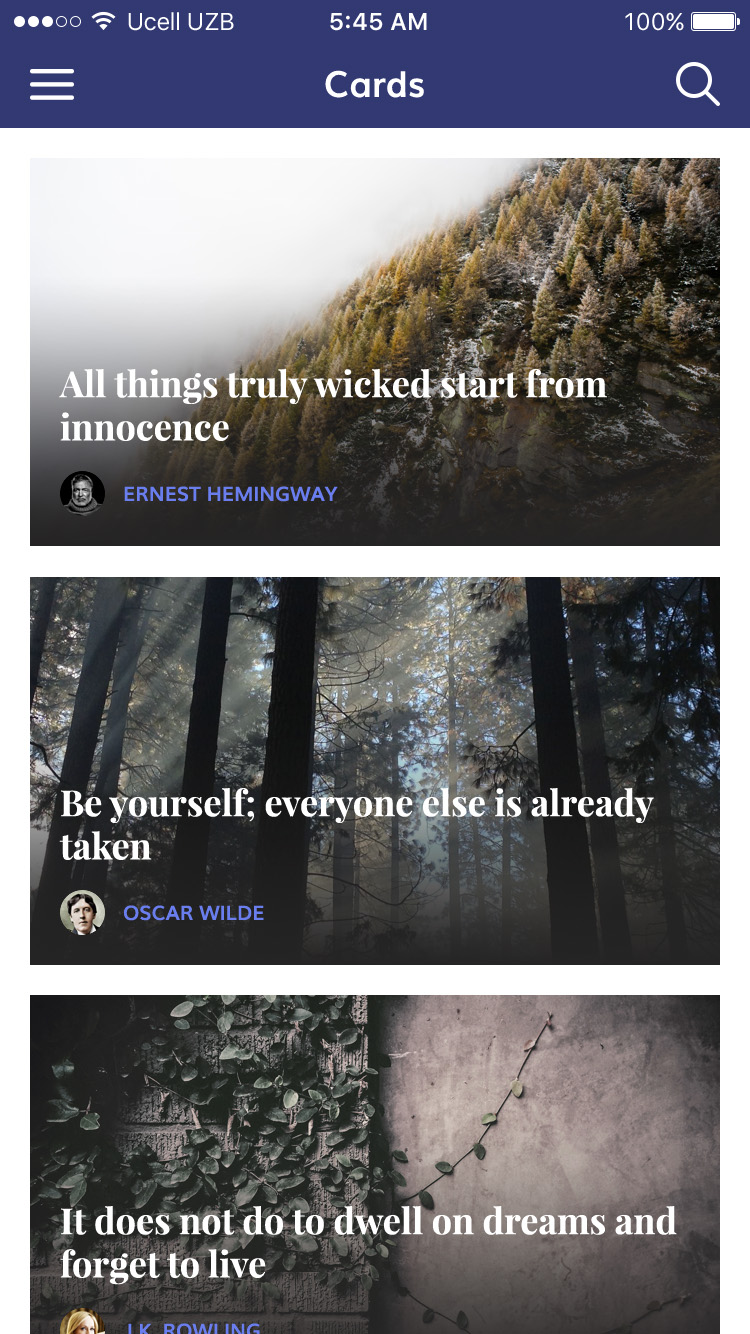 Ucell UZB 5:45 AM 100%
Cards
All things truly wicked start from
innocence
ERNEST HEMINGWAY
Be yourself; everyone else is already
taken
OSCAR WILDE
It does not do to dwell on dreams and
forget to live
J.K. ROWLING